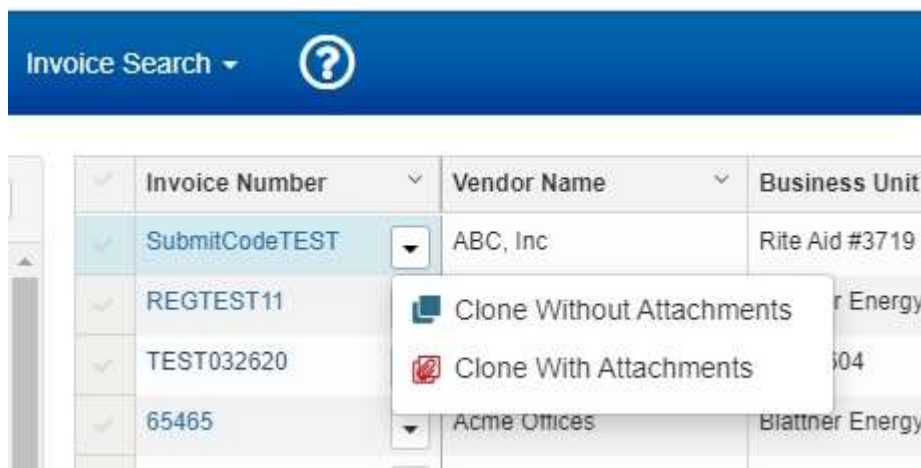 Invoice Search
Invoice Number Vendor Name Business Unit
SubmitCodeTEST ABC, Inc Rite Aid #3719
REGTEST11 Clone Without Attachments r Energy
TEST032620 Clone With Attachments 604
65465 Acme Offices Blattner Energy